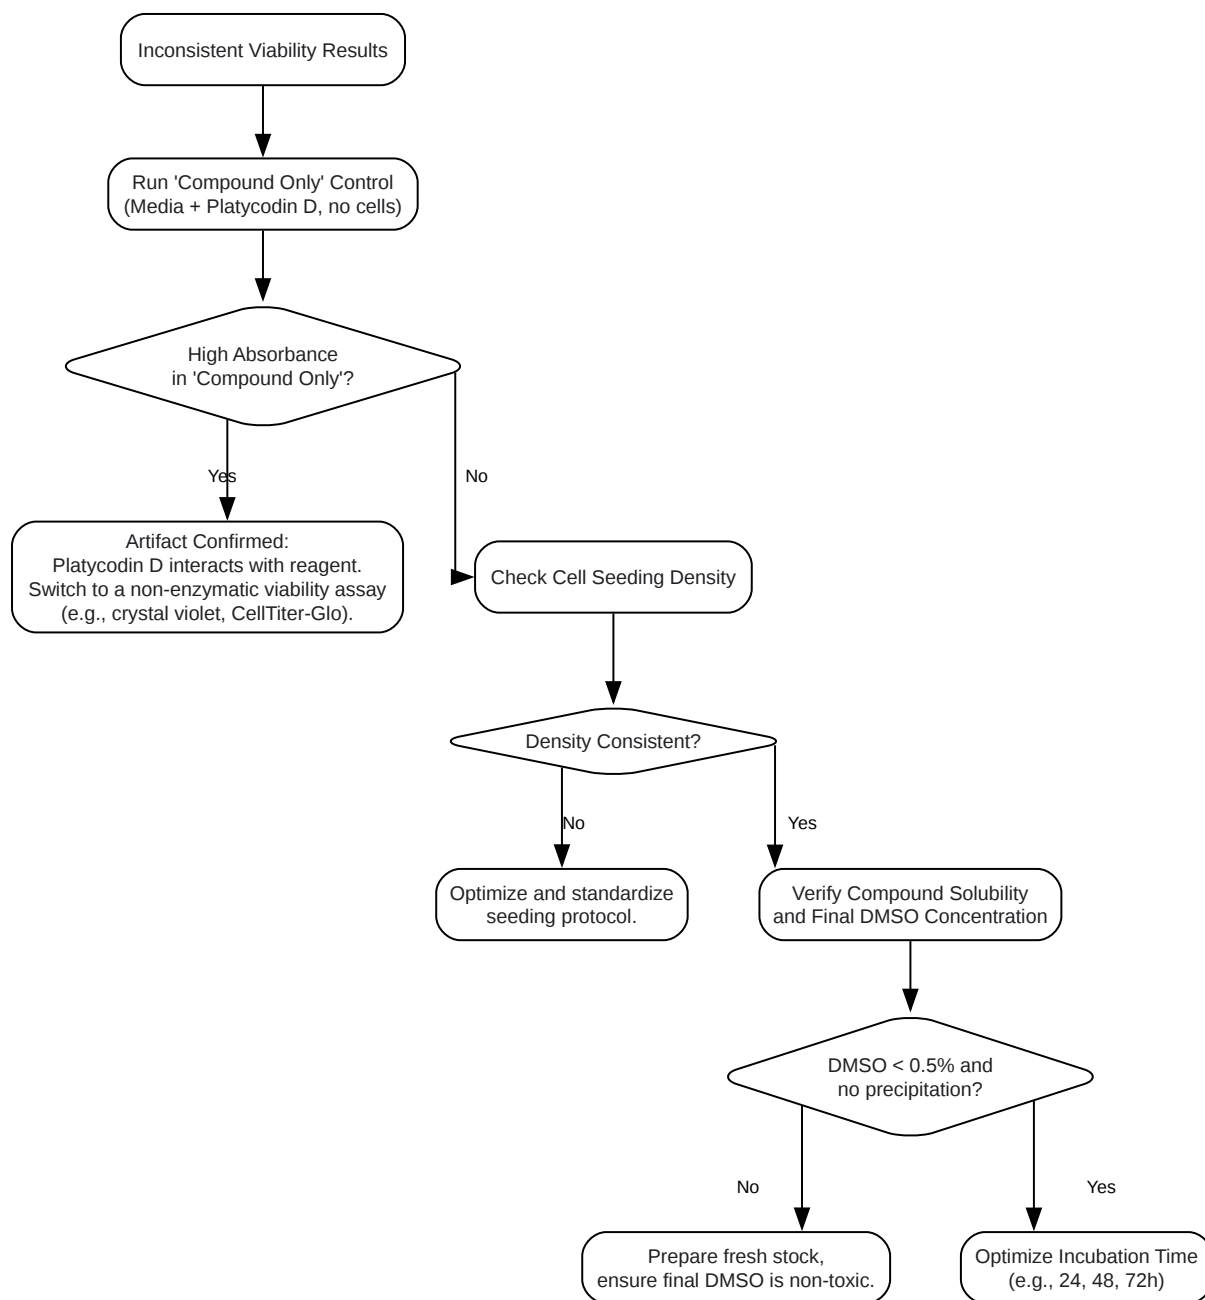 Inconsistent Viability Results
Run 'Compound Only' Control
(Media + Platycodin D, no cells)
High Absorbance
in 'Compound Only'?
Yes
No
Artifact Confirmed:
Platycodin D interacts with reagent.
Switch to a non-enzymatic viability assay
(e.g., crystal violet, CellTiter-Glo).
Check Cell Seeding Density
Density Consistent?
No
Yes
Optimize and standardize
seeding protocol.
Verify Compound Solubility
and Final DMSO Concentration
DMSO < 0.5% and
no precipitation?
No
Yes
Prepare fresh stock,
ensure final DMSO is non-toxic.
Optimize Incubation Time
(e.g., 24, 48, 72h)